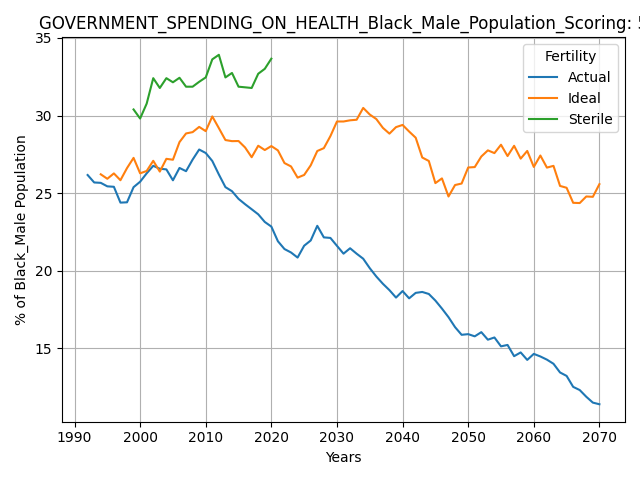 GOVERNMENT_SPENDING_ON_HEALTH_Black_Male_Population_Scoring:
Fertility
Actual
Ideal
Sterile
% of Black_Male Population
35
30
25
20
15
1990 2000 2010 2020 2030 2040 2050 2060 2070
Years